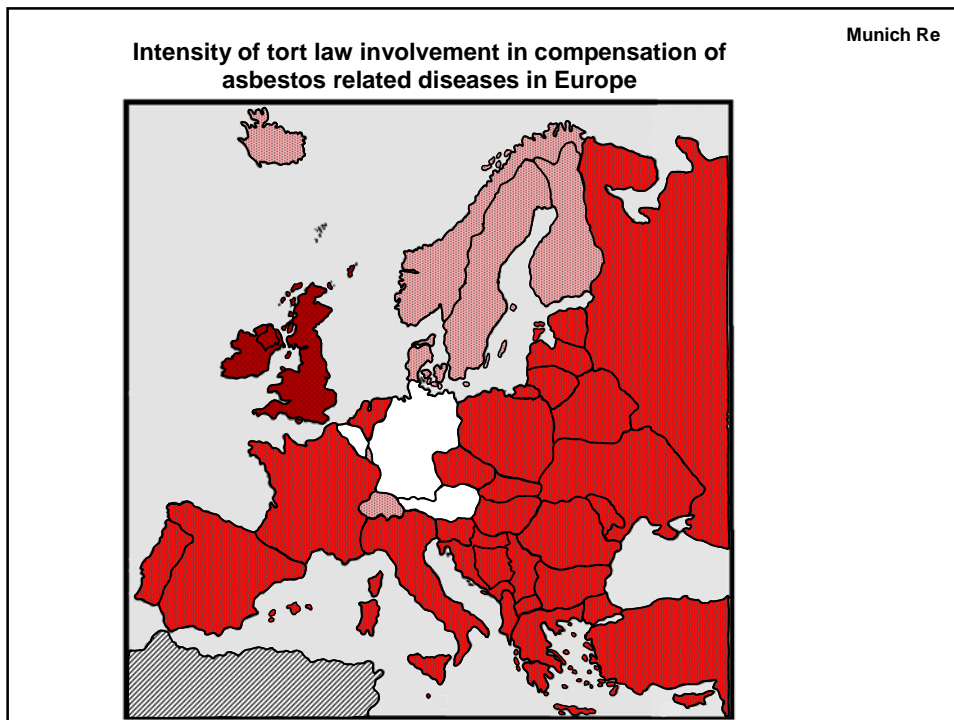 Munich Re
Intensity of tort law involvement in compensation of
asbestos related diseases in Europe